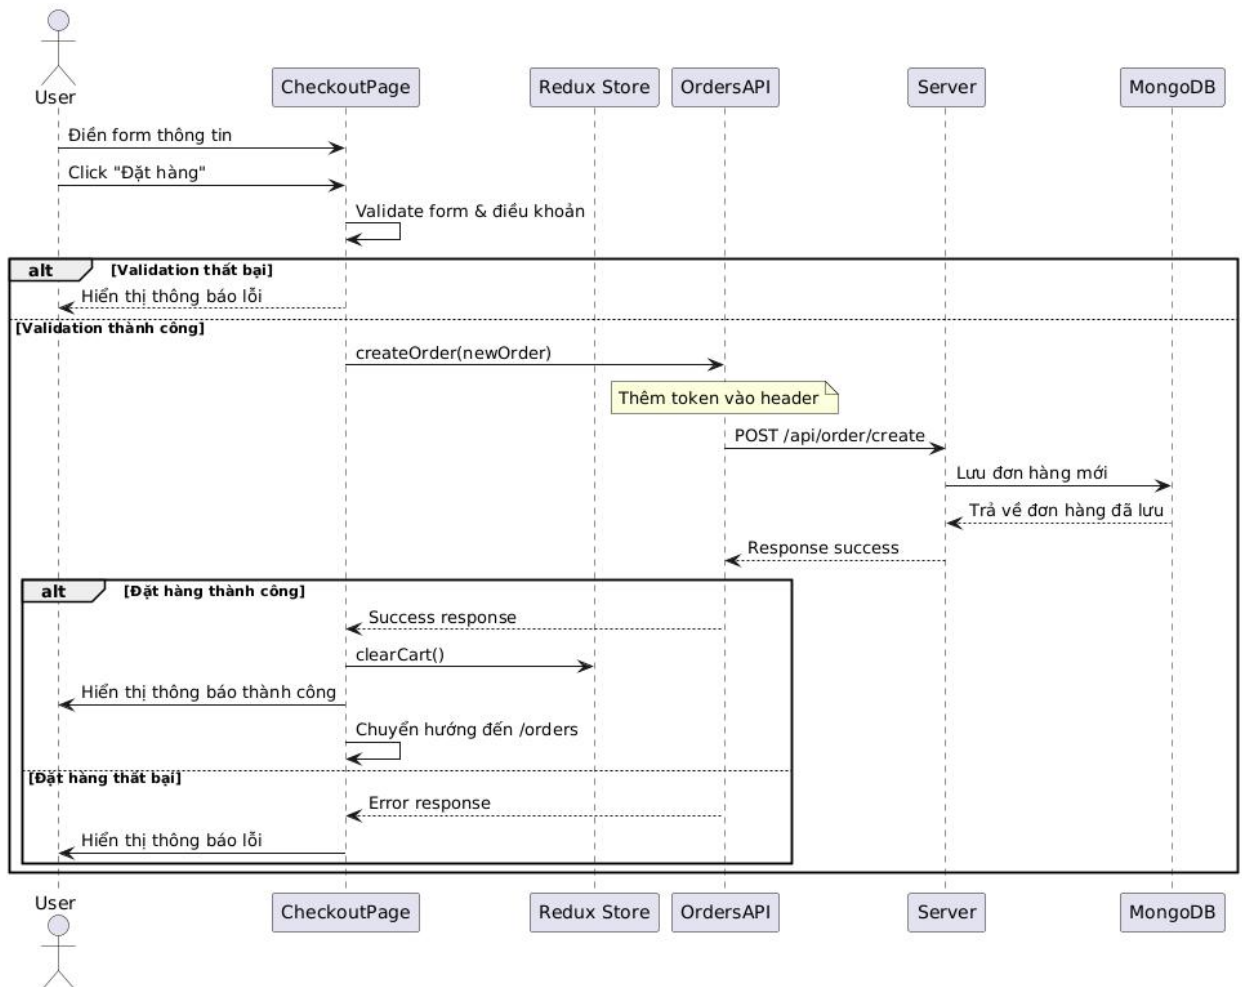 User
CheckoutPage
Redux Store
OrdersAPI
Server
MongoDB
Điền form thông tin
Click "Đặt hàng"
Validate form & điều khoản
alt
[Validation thất bại]
Hiển thị thông báo lỗi
[Validation thành công]
createOrder(newOrder)
Thêm token vào header
POST /api/order/create
Lưu đơn hàng mới
Trả về đơn hàng đã lưu
Response success
alt
[Đặt hàng thành công]
Success response
clearCart()
Hiển thị thông báo thành công
Chuyển hướng đến /orders
[Đặt hàng thất bại]
Error response
Hiển thị thông báo lỗi
User
CheckoutPage
Redux Store
OrdersAPI
Server
MongoDB